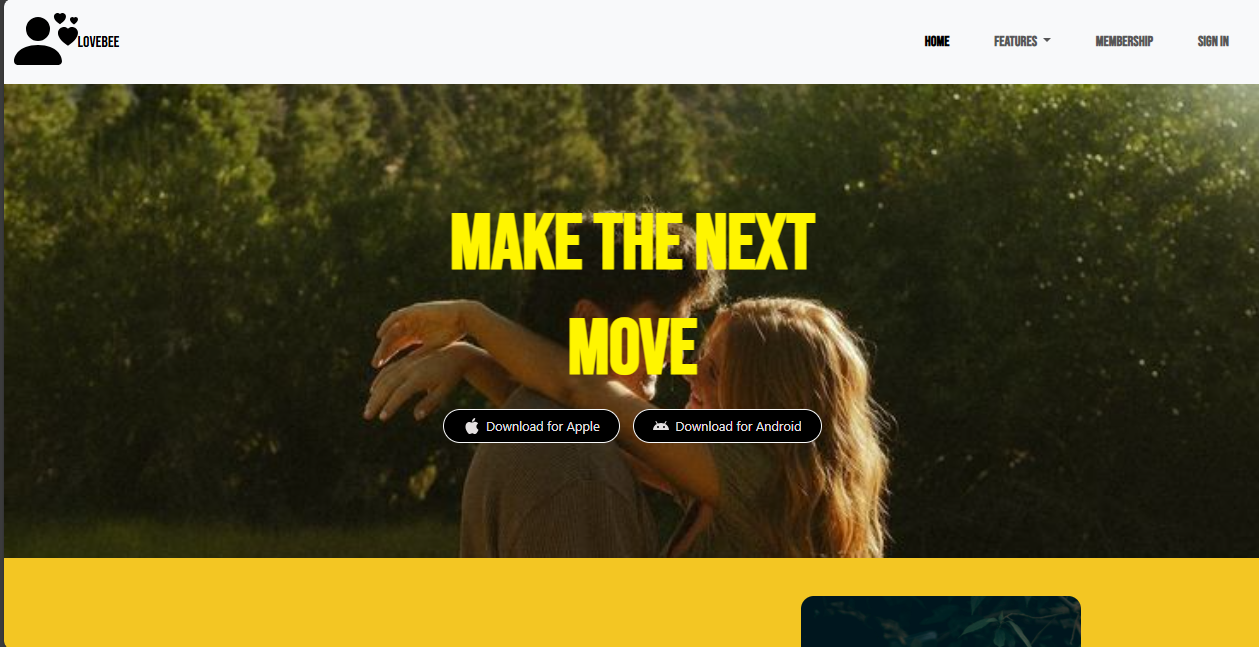 LOVEBEE
HOME
FEATURES
MEMBERSHIP
SIGN IN
MAKE THE NEXT
MOVE
Download for Apple
Download for Android